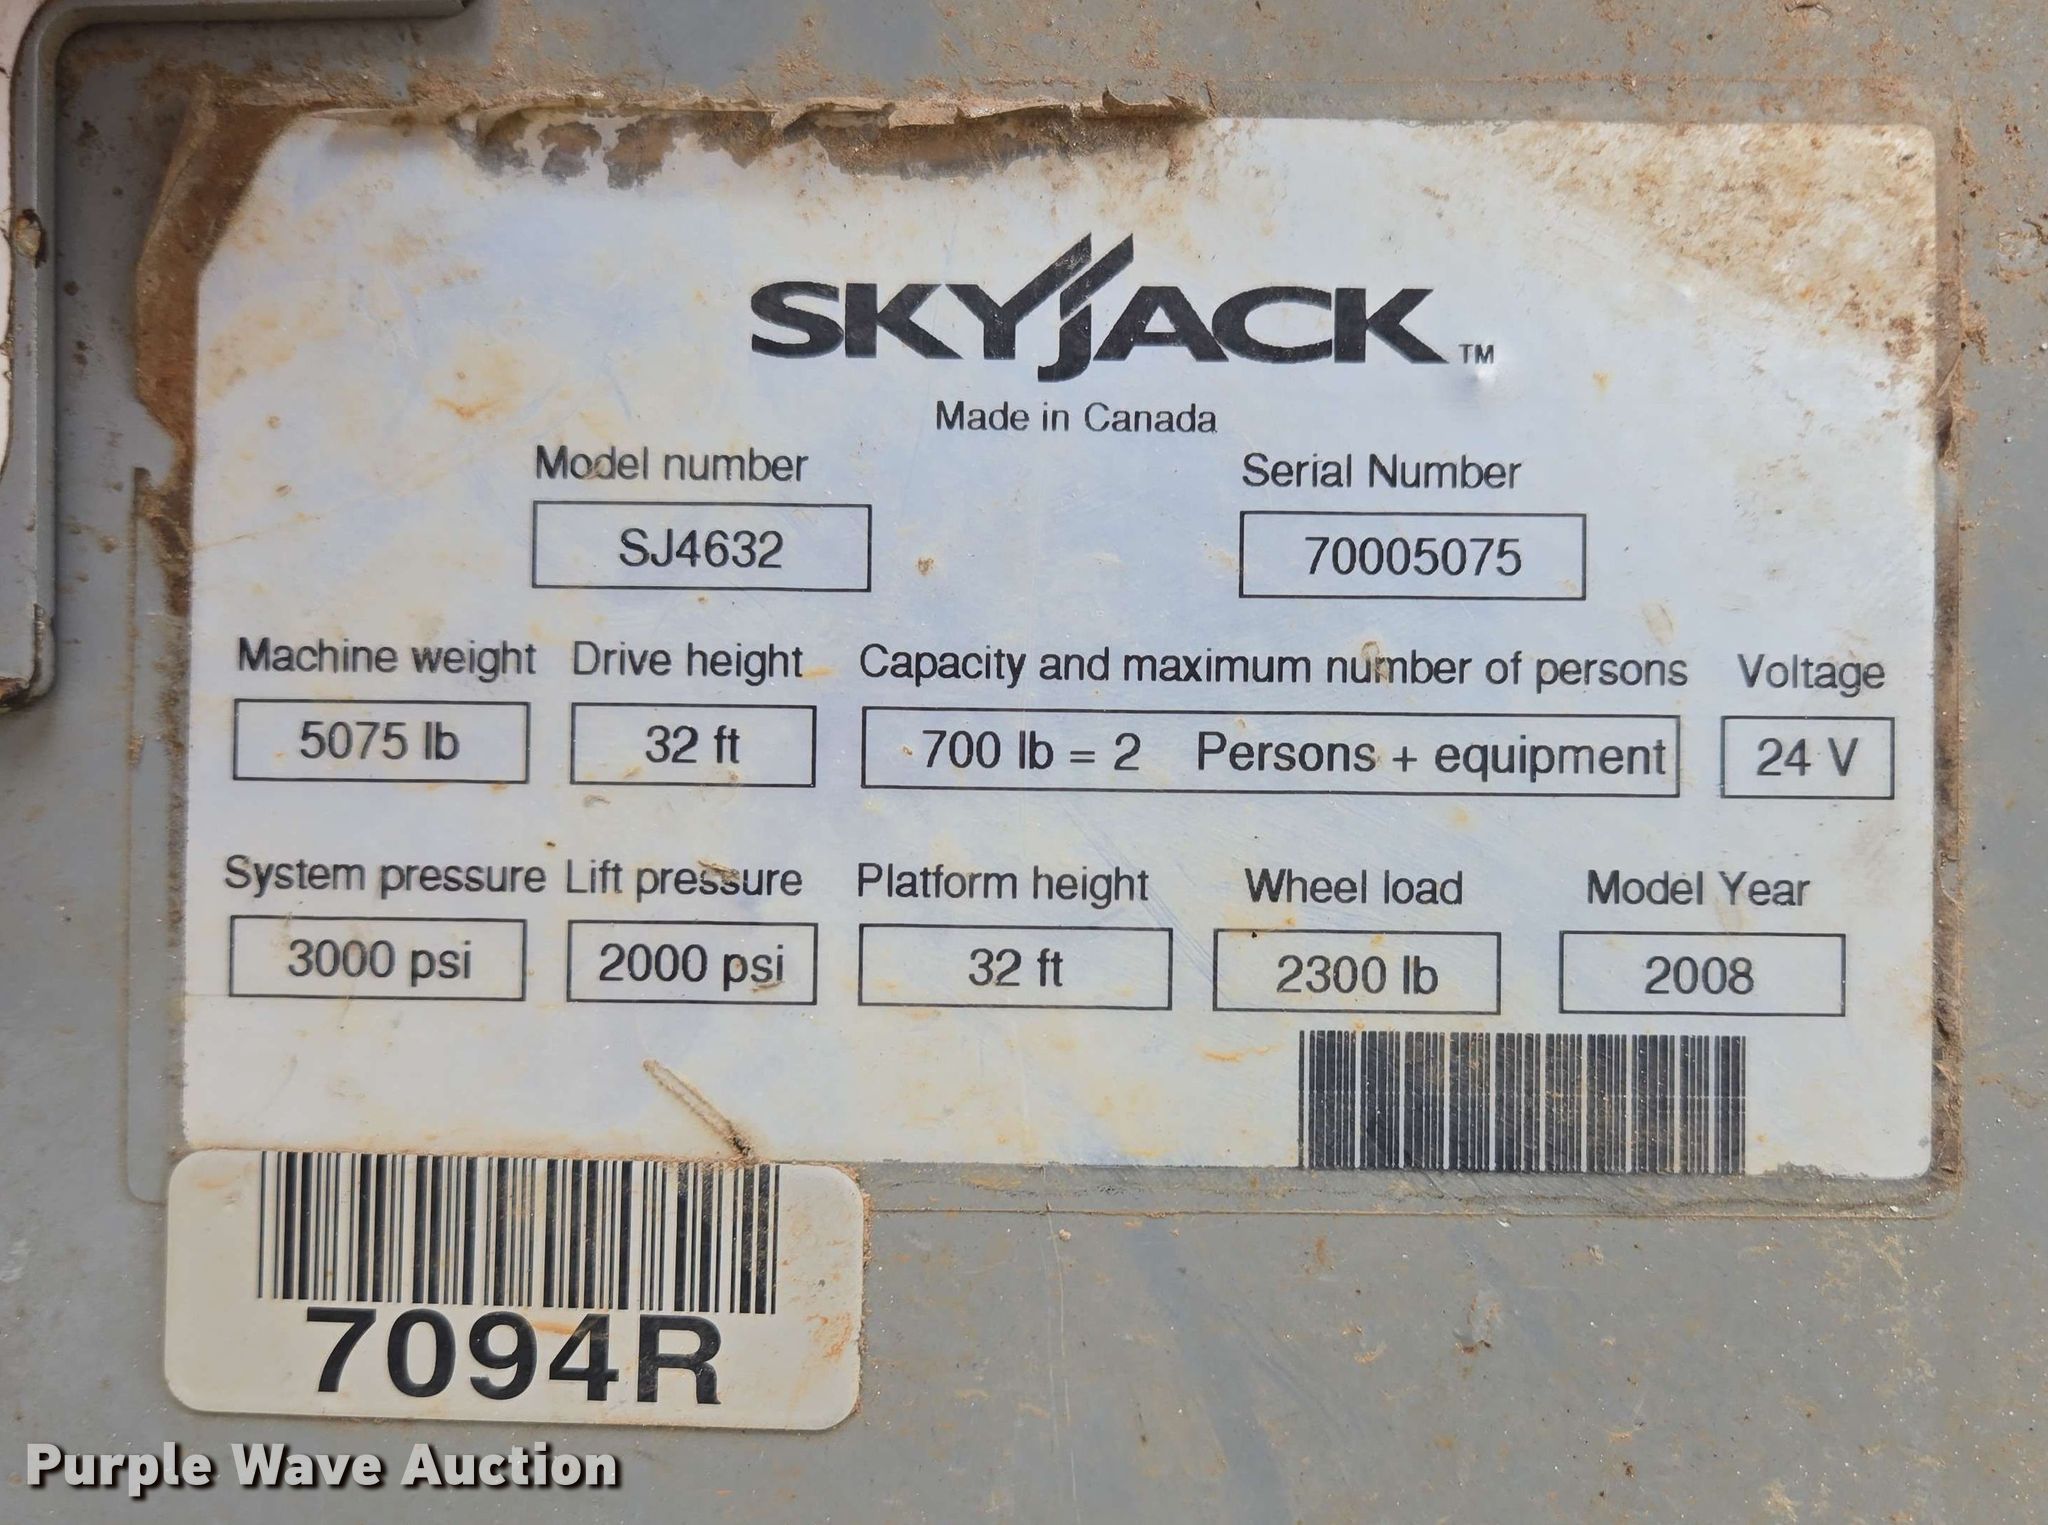 SKYJACK™
Made in Canada
Model number Serial Number
SJ4632 70005075
Machine weight Drive height Capacity and maximum number of persons Voltage
5075 lb 32 ft 700 lb = 2 Persons + equipment 24 V
System pressure Lift pressure Platform height Wheel load Model Year
3000 psi 2000 psi 32 ft 2300 lb 2008
7094R
Purple Wave Auction